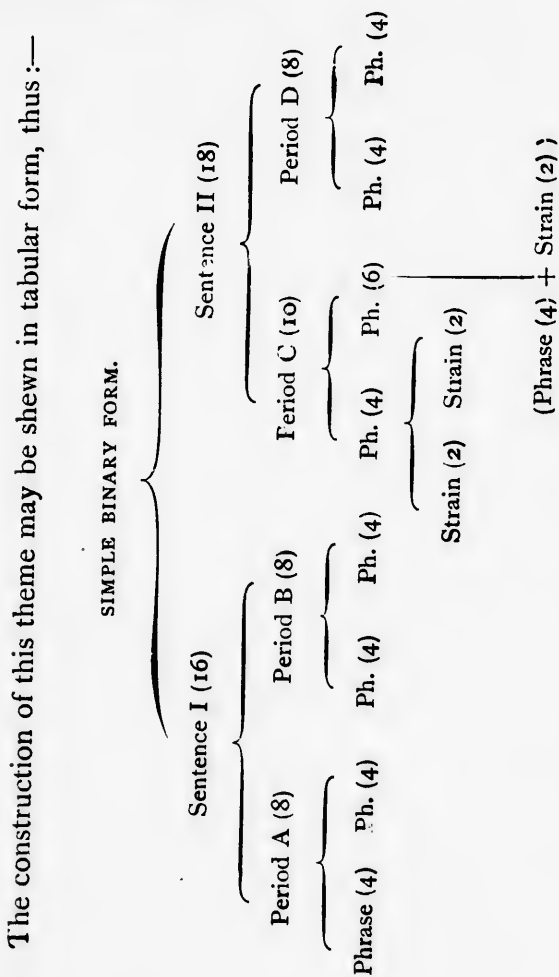 The construction of this theme may be shewn in tabular form, thus :—
SIMPLE BINARY FORM.
Sentence I (16) Sentence II (18)
Period A (8) Period B (8) Period C (10) Period D (8)
Phrase (4) Ph. (4) Ph. (4) Ph. (4) Ph. (4) Ph. (6) Ph. (4) Ph. (4)
Strain (2) Strain (2)
(Phrase (4) + Strain (2) )